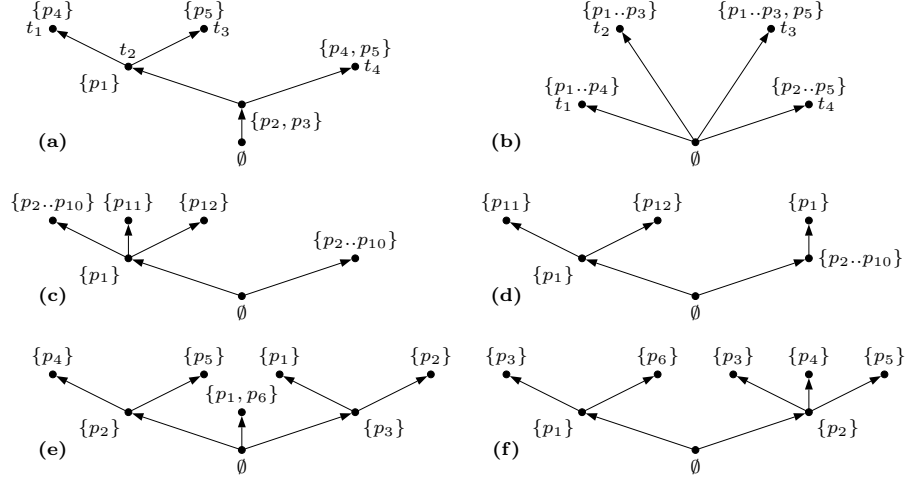 {p4} {p5}
t1 t2 t3
{p4, p5}
t4
{p1}
{p2, p3}
(a)
∅
{p1..p3} {p1..p3, p5}
t2 t3
{p1..p4} {p2..p5}
t1 t4
(b)
∅
{p2..p10} {p11} {p12}
{p2..p10}
{p1}
(c)
∅
{p11} {p12} {p1}
{p1} {p2..p10}
(d)
∅
{p4} {p5} {p1} {p2}
{p1, p6}
{p2} {p3}
(e)
∅
{p3} {p6} {p3} {p4} {p5}
{p1} {p2}
(f)
∅